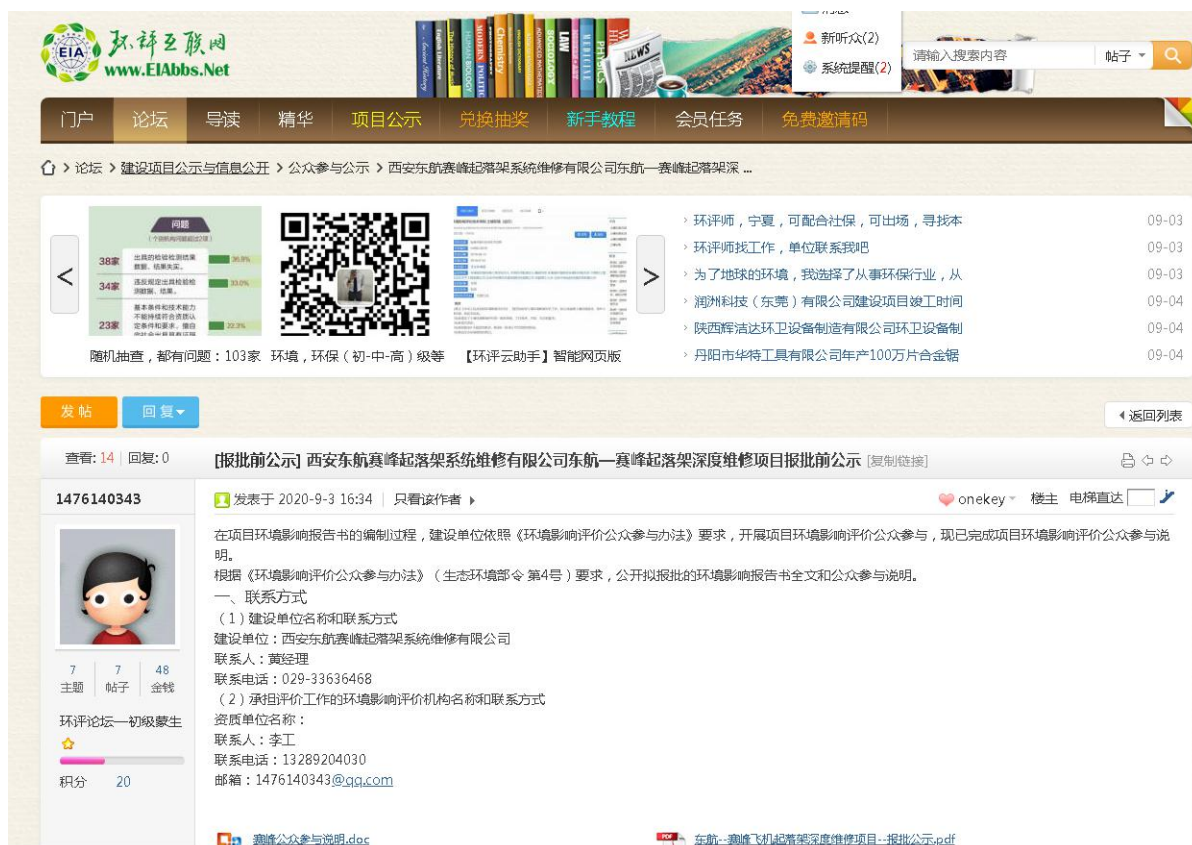 环评互联网
www.EIAbbs.Net
新听众(2)
系统提醒(2)
请输入搜索内容
帖子
门户 论坛 导读 精华 项目公示 兑换抽奖 新手教程 会员任务 免费邀请码
> 论坛 > 建设项目公示与信息公开 > 公众参与公示 > 西安东航赛峰起落架系统维修有限公司东航—赛峰起落架深 ...
问题
38家
34家
23家
36.9%
33.0%
22.3%
随机抽查，都有问题：103家 环境，环保（初-中-高）级等 【环评云助手】智能网页版
环评师，宁夏，可配合社保，可出场，寻找本 09-03
环评师找工作，单位联系我吧 09-03
为了地球的环境，我选择了从事环保行业，从 09-03
润洲科技（东莞）有限公司建设项目竣工时间 09-04
陕西辉洁达环卫设备制造有限公司环卫设备制 09-04
丹阳市华特工具有限公司年产100万片合金锯 09-04
发帖 回复
返回列表
查看: 14 | 回复: 0
[报批前公示] 西安东航赛峰起落架系统维修有限公司东航—赛峰起落架深度维修项目报批前公示 [复制链接]
1476140343
发表于 2020-9-3 16:34 | 只看该作者
onekey 楼主 电梯直达
在项目环境影响报告书的编制过程，建设单位依照《环境影响评价公众参与办法》要求，开展项目环境影响评价公众参与，现已完成项目环境影响评价公众参与说
明。
根据《环境影响评价公众参与办法》（生态环境部令 第4号）要求，公开拟报批的环境影响报告书全文和公众参与说明。
一、联系方式
（1）建设单位名称和联系方式
建设单位：西安东航赛峰起落架系统维修有限公司
联系人：黄经理
联系电话：029-33636468
（2）承担评价工作的环境影响评价机构名称和联系方式
资质单位名称：
联系人：李工
联系电话：13289204030
邮箱：1476140343@qq.com
7 7 48
主题 帖子 金钱
环评论坛—初级蒙生
积分 20
赛峰公众参与说明.doc
东航--赛峰飞机起落架深度维修项目--报批公示.pdf